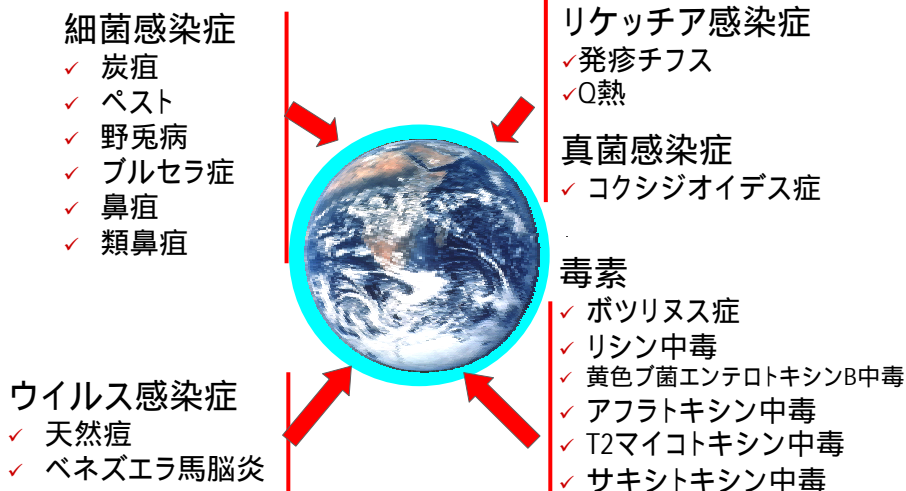 細菌感染症
炭疽
ペスト
野兎病
ブルセラ症
鼻疽
類鼻疽
ウイルス感染症
天然痘
ベネズエラ馬脳炎
リケッチア感染症
発疹チフス
Q熱
真菌感染症
コクシジオイデス症
毒素
ボツリヌス症
リシン中毒
黄色ブ菌エンテロトキシンB中毒
アフラトキシン中毒
T2マイコトキシン中毒
サキシトキシン中毒